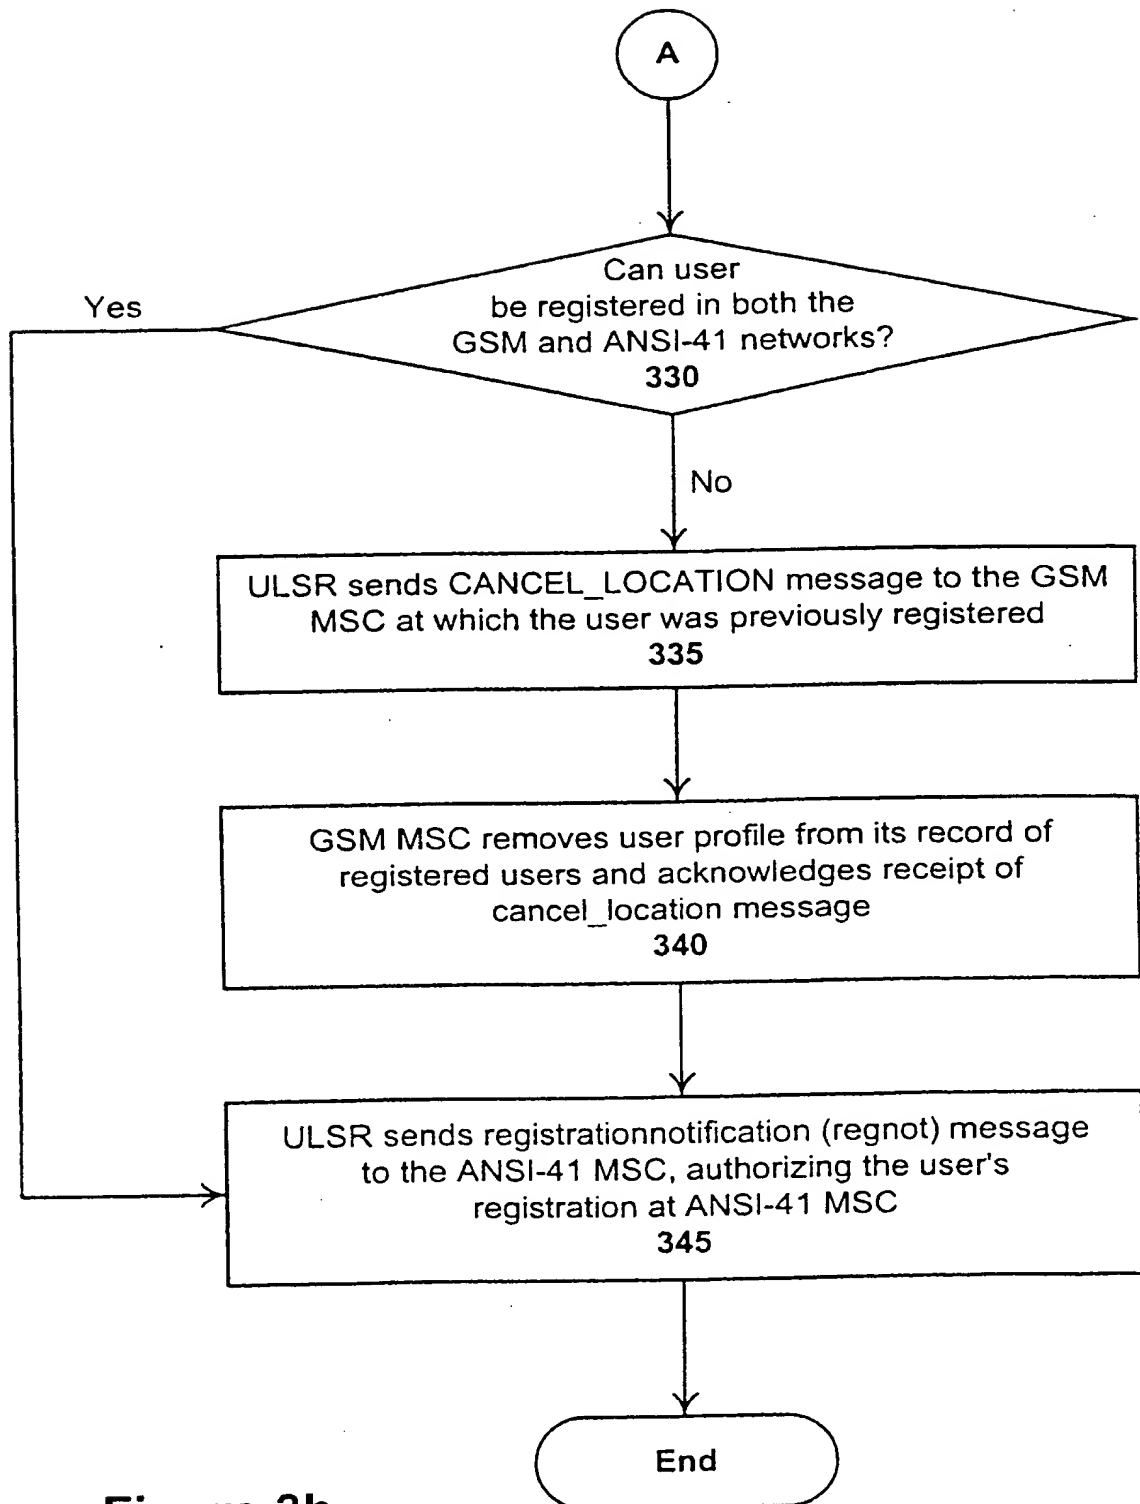 A
Can user
be registered in both the
GSM and ANSI-41 networks?
330
Yes
No
ULSR sends CANCEL_LOCATION message to the GSM
MSC at which the user was previously registered
335
GSM MSC removes user profile from its record of
registered users and acknowledges receipt of
cancel_location message
340
ULSR sends registrationnotification (regnot) message
to the ANSI-41 MSC, authorizing the user's
registration at ANSI-41 MSC
345
End